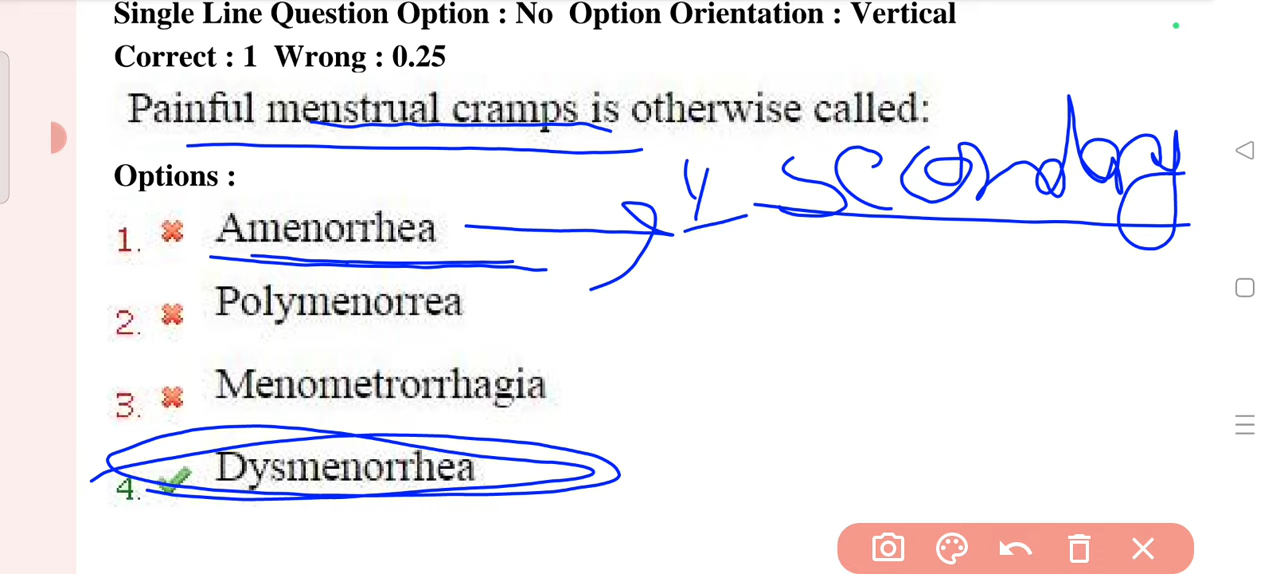 Single Line Question Option : No Option Orientation : Vertical
Correct : 1 Wrong : 0.25
Painful menstrual cramps is otherwise called:
Options :
1. Amenorrhea
2. Polymenorrea
3. Menometrorrhagia
4. Dysmenorrhea